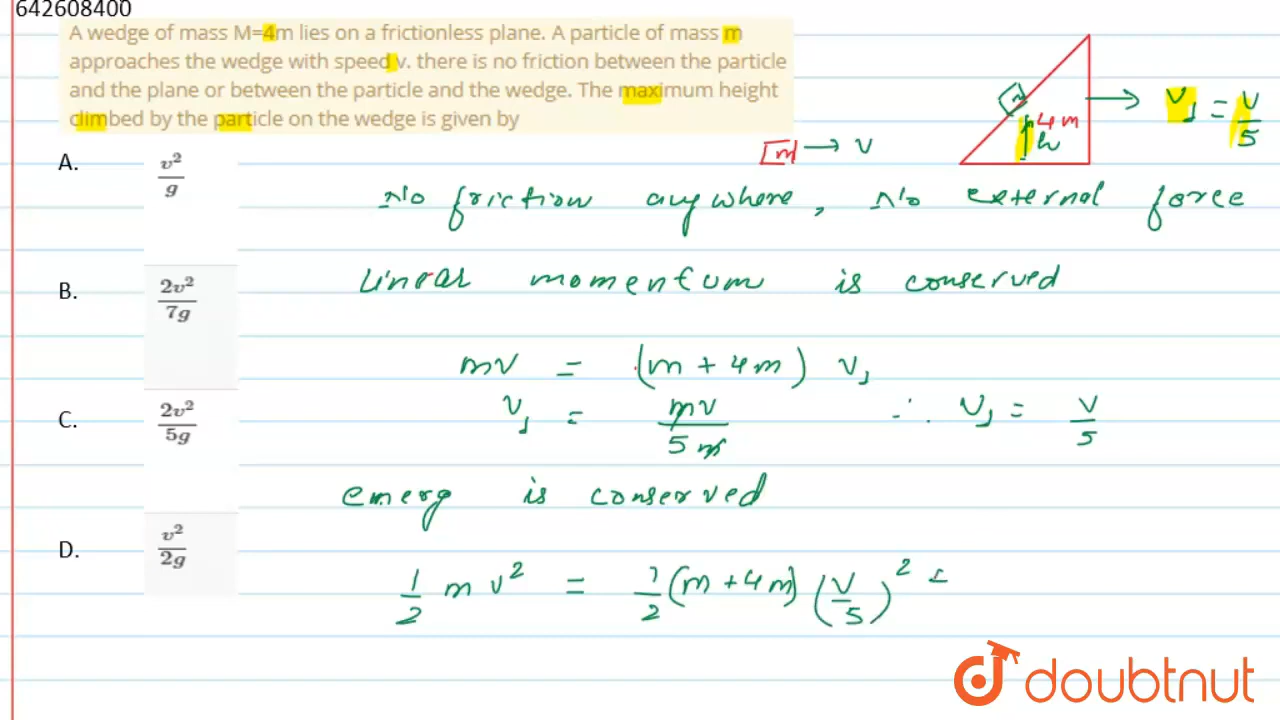 642608400
A wedge of mass M=4m lies on a frictionless plane. A particle of mass m
approaches the wedge with speed v. there is no friction between the particle
and the plane or between the particle and the wedge. The maximum height
climbed by the particle on the wedge is given by
m → v
m
4m
h
→ v₁ = v/5
A. v²/g
No friction anywhere, No external force
B. 2v²/7g
Linear momentum is conserved
mv = (m + 4m) v₁
C. 2v²/5g
v₁ = mv/5m ∴ v₁ = v/5
emerg is conserved
D. v²/2g
1/2 m v² = 1/2 (m + 4m) (v/5)² +
doubtnut